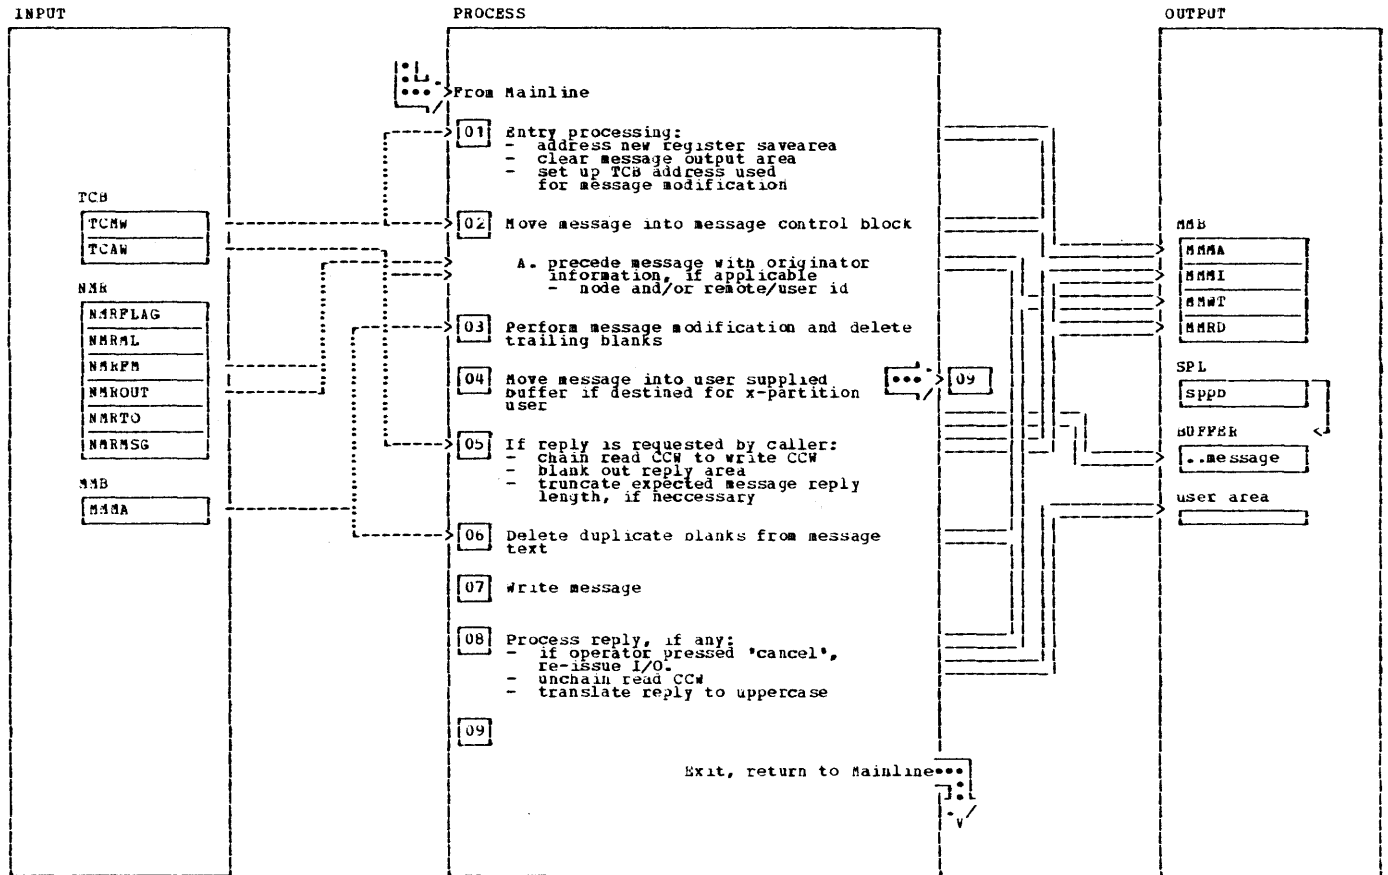 INPUT
PROCESS
OUTPUT
From Mainline
01 Entry processing:
- address new register savearea
- clear message output area
- set up TCB address used
for message modification
TCB
TCMW
TCAW
02 Move message into message control block
A. precede message with originator
information, if applicable
- node and/or remote/user id
NMR
NMRFLAG
NMRML
NMRFM
NMROUT
NMRTO
NMRMSG
03 Perform message modification and delete
trailing blanks
04 Move message into user supplied
buffer if destined for x-partition
user
09
05 If reply is requested by caller:
- chain read CCW to write CCW
- blank out reply area
- truncate expected message reply
length, if neccessary
MMB
MMMA
06 Delete duplicate blanks from message
text
07 Write message
08 Process reply, if any:
- if operator pressed 'cancel',
re-issue I/O.
- unchain read CCW
- translate reply to uppercase
09
Exit, return to Mainline
MMB
MMMA
MMMI
MMWT
MMRD
SPL
SPPD
BUFFER
..message
user area